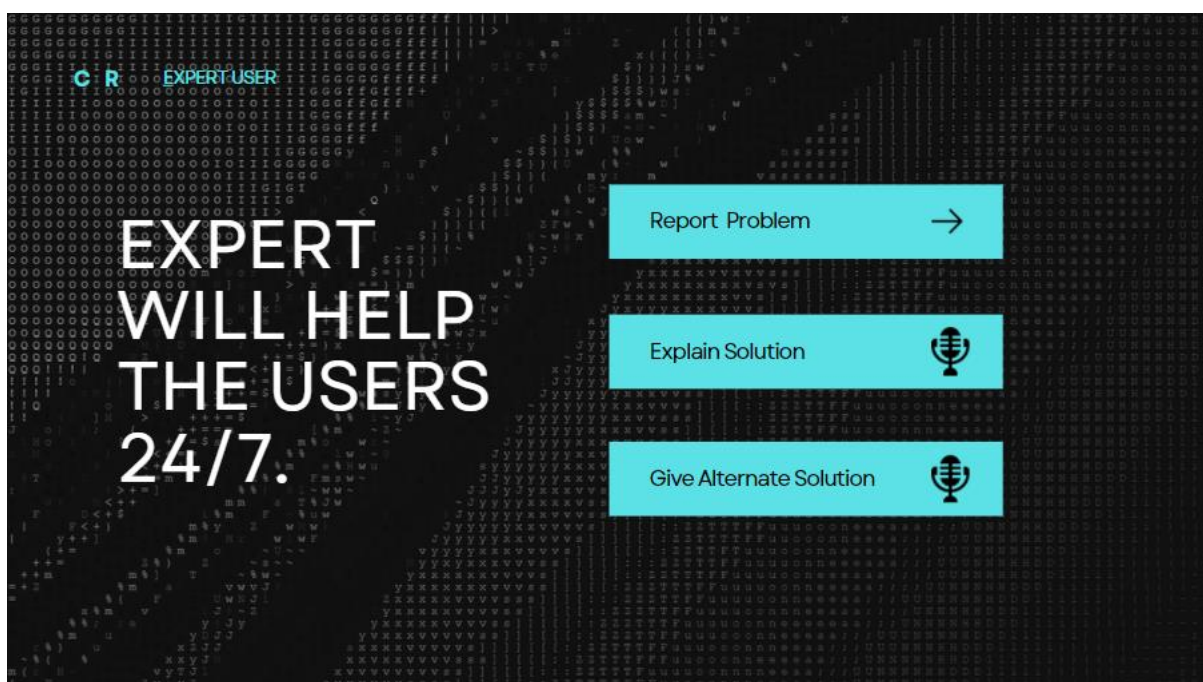 C R EXPERT USER
EXPERT
WILL HELP
THE USERS
24/7.
Report Problem
Explain Solution
Give Alternate Solution